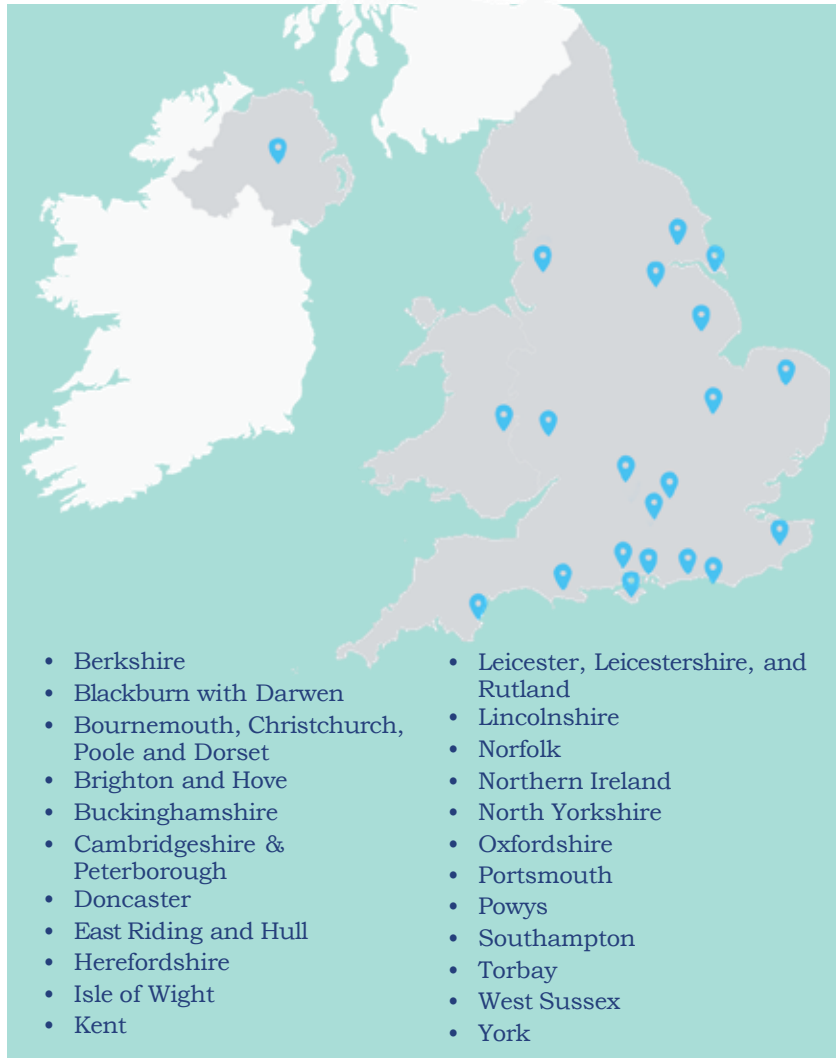 • Berkshire
• Blackburn with Darwen
• Bournemouth, Christchurch,
Poole and Dorset
• Brighton and Hove
• Buckinghamshire
• Cambridgeshire &
Peterborough
• Doncaster
• East Riding and Hull
• Herefordshire
• Isle of Wight
• Kent
• Leicester, Leicestershire, and
Rutland
• Lincolnshire
• Norfolk
• Northern Ireland
• North Yorkshire
• Oxfordshire
• Portsmouth
• Powys
• Southampton
• Torbay
• West Sussex
• York